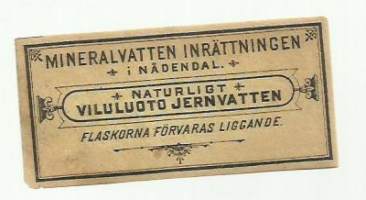 MINERALVATTEN INRÄTTNINGEN
i NÅDENDAL.
NATURLIGT
VILULUOTO JERNVATTEN
FLASKORNA FÖRVARAS LIGGANDE.